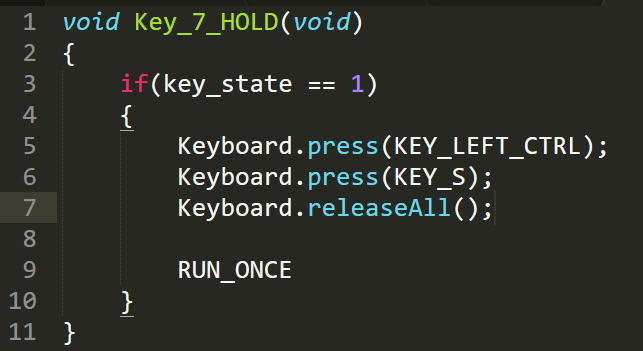 1 void Key_7_HOLD(void)
2 {
3 if(key_state == 1)
4 {
5 Keyboard.press(KEY_LEFT_CTRL);
6 Keyboard.press(KEY_S);
7 Keyboard.releaseAll();
8
9 RUN_ONCE
10 }
11 }